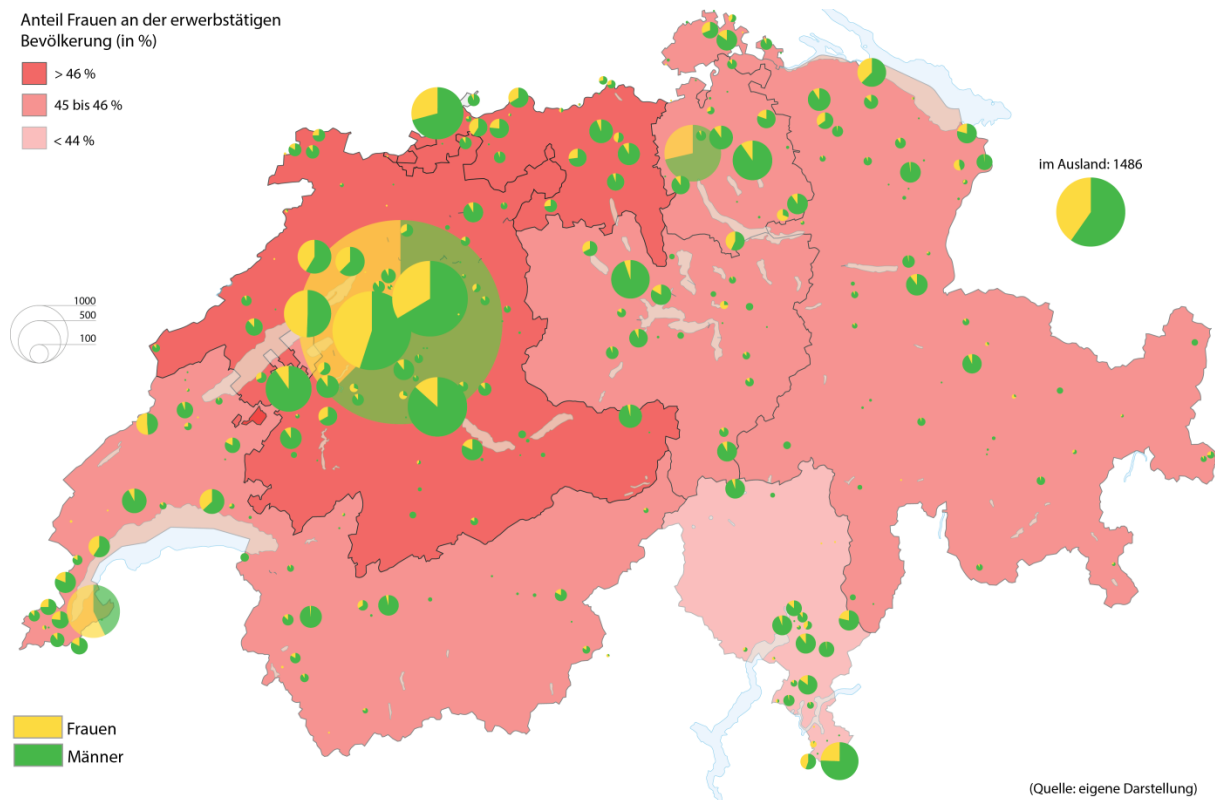 Anteil Frauen an der erwerbstätigen
Bevölkerung (in %)
> 46 %
45 bis 46 %
< 44 %
im Ausland: 1486
1000
500
100
Frauen
Männer
(Quelle: eigene Darstellung)